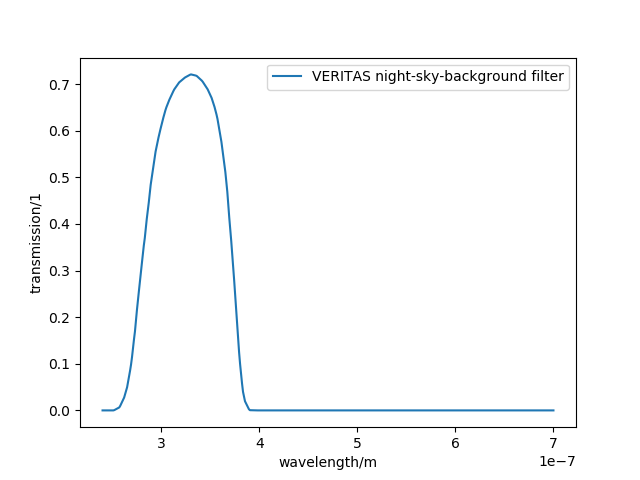 VERITAS night-sky-background filter
transmission/1
0.7
0.6
0.5
0.4
0.3
0.2
0.1
0.0
3 4 5 6 7
wavelength/m
1e−7